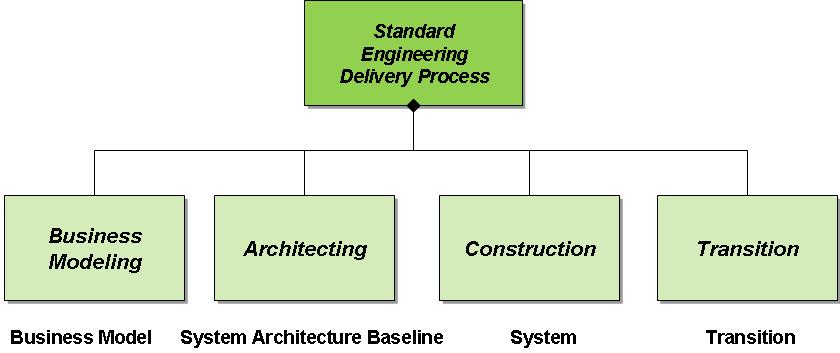 Standard
Engineering
Delivery Process
Business
Modeling
Architecting
Construction
Transition
Business Model
System Architecture Baseline
System
Transition